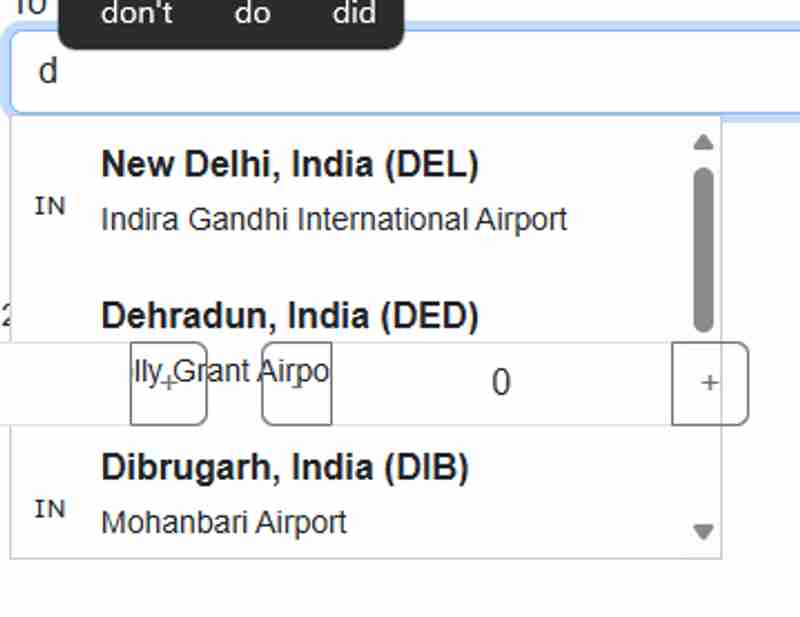 To
don't do did
d
New Delhi, India (DEL)
IN
Indira Gandhi International Airport
Dehradun, India (DED)
2
lly Grant Airpo
+ 0 +
Dibrugarh, India (DIB)
IN
Mohanbari Airport